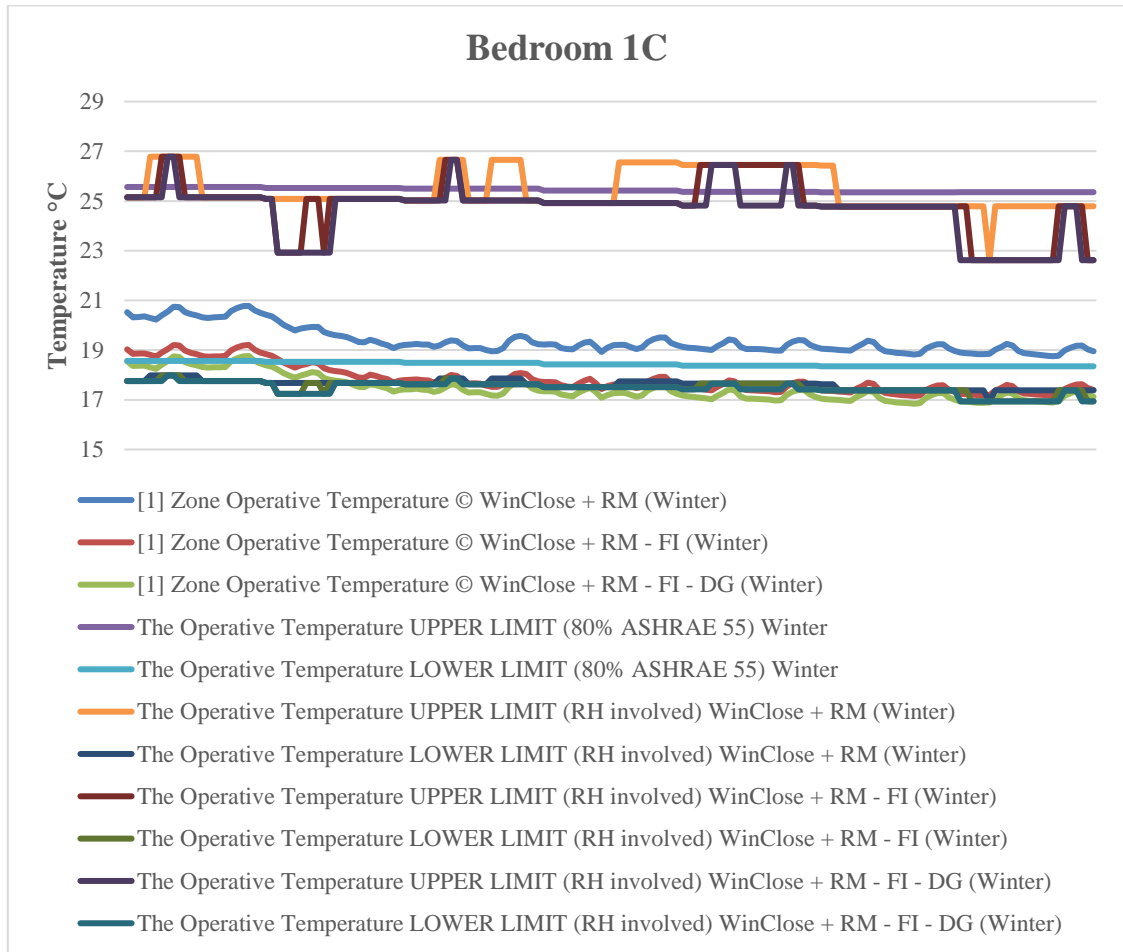 Bedroom 1C
29
27
25
23
21
19
17
15
Temperature °C
[1] Zone Operative Temperature © WinClose + RM (Winter)
[1] Zone Operative Temperature © WinClose + RM - FI (Winter)
[1] Zone Operative Temperature © WinClose + RM - FI - DG (Winter)
The Operative Temperature UPPER LIMIT (80% ASHRAE 55) Winter
The Operative Temperature LOWER LIMIT (80% ASHRAE 55) Winter
The Operative Temperature UPPER LIMIT (RH involved) WinClose + RM (Winter)
The Operative Temperature LOWER LIMIT (RH involved) WinClose + RM (Winter)
The Operative Temperature UPPER LIMIT (RH involved) WinClose + RM - FI (Winter)
The Operative Temperature LOWER LIMIT (RH involved) WinClose + RM - FI (Winter)
The Operative Temperature UPPER LIMIT (RH involved) WinClose + RM - FI - DG (Winter)
The Operative Temperature LOWER LIMIT (RH involved) WinClose + RM - FI - DG (Winter)